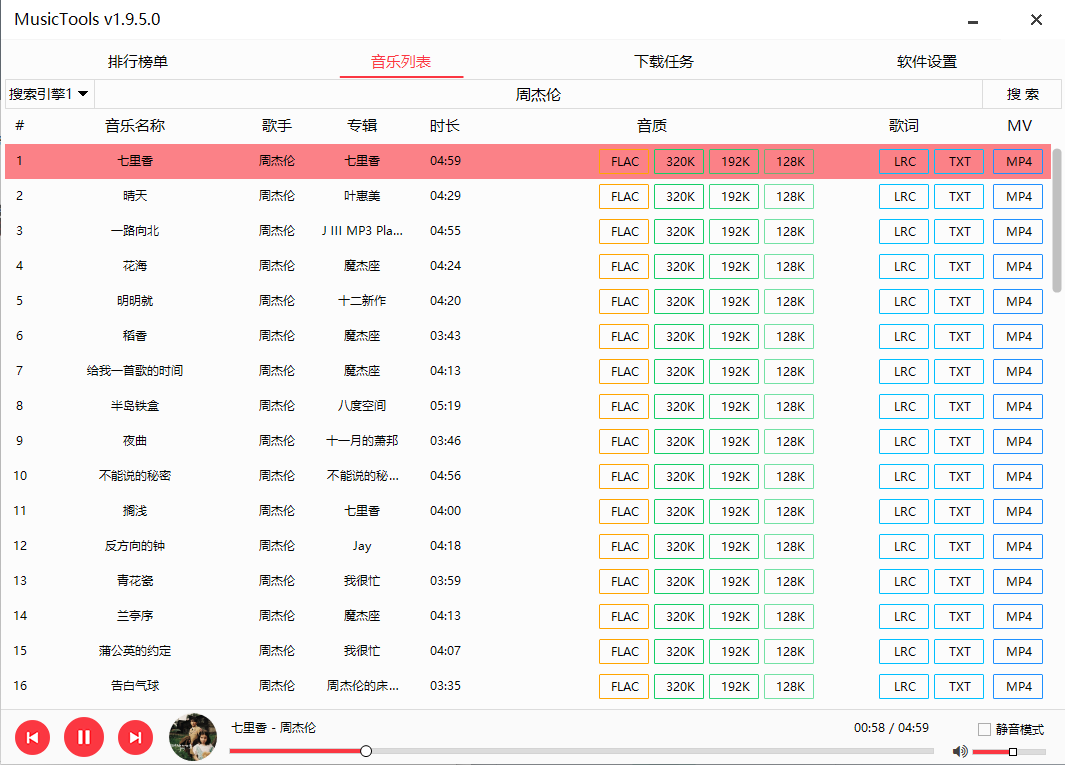 MusicTools v1.9.5.0
排行榜单 音乐列表 下载任务 软件设置
搜索引擎1 周杰伦 搜 索
# 音乐名称 歌手 专辑 时长 音质 歌词 MV
1 七里香 周杰伦 七里香 04:59 FLAC 320K 192K 128K LRC TXT MP4
2 晴天 周杰伦 叶惠美 04:29 FLAC 320K 192K 128K LRC TXT MP4
3 一路向北 周杰伦 J III MP3 Pla... 04:55 FLAC 320K 192K 128K LRC TXT MP4
4 花海 周杰伦 魔杰座 04:24 FLAC 320K 192K 128K LRC TXT MP4
5 明明就 周杰伦 十二新作 04:20 FLAC 320K 192K 128K LRC TXT MP4
6 稻香 周杰伦 魔杰座 03:43 FLAC 320K 192K 128K LRC TXT MP4
7 给我一首歌的时间 周杰伦 魔杰座 04:13 FLAC 320K 192K 128K LRC TXT MP4
8 半岛铁盒 周杰伦 八度空间 05:19 FLAC 320K 192K 128K LRC TXT MP4
9 夜曲 周杰伦 十一月的萧邦 03:46 FLAC 320K 192K 128K LRC TXT MP4
10 不能说的秘密 周杰伦 不能说的秘... 04:56 FLAC 320K 192K 128K LRC TXT MP4
11 搁浅 周杰伦 七里香 04:00 FLAC 320K 192K 128K LRC TXT MP4
12 反方向的钟 周杰伦 Jay 04:18 FLAC 320K 192K 128K LRC TXT MP4
13 青花瓷 周杰伦 我很忙 03:59 FLAC 320K 192K 128K LRC TXT MP4
14 兰亭序 周杰伦 魔杰座 04:13 FLAC 320K 192K 128K LRC TXT MP4
15 蒲公英的约定 周杰伦 我很忙 04:07 FLAC 320K 192K 128K LRC TXT MP4
16 告白气球 周杰伦 周杰伦的床... 03:35 FLAC 320K 192K 128K LRC TXT MP4
七里香 - 周杰伦 00:58 / 04:59 静音模式